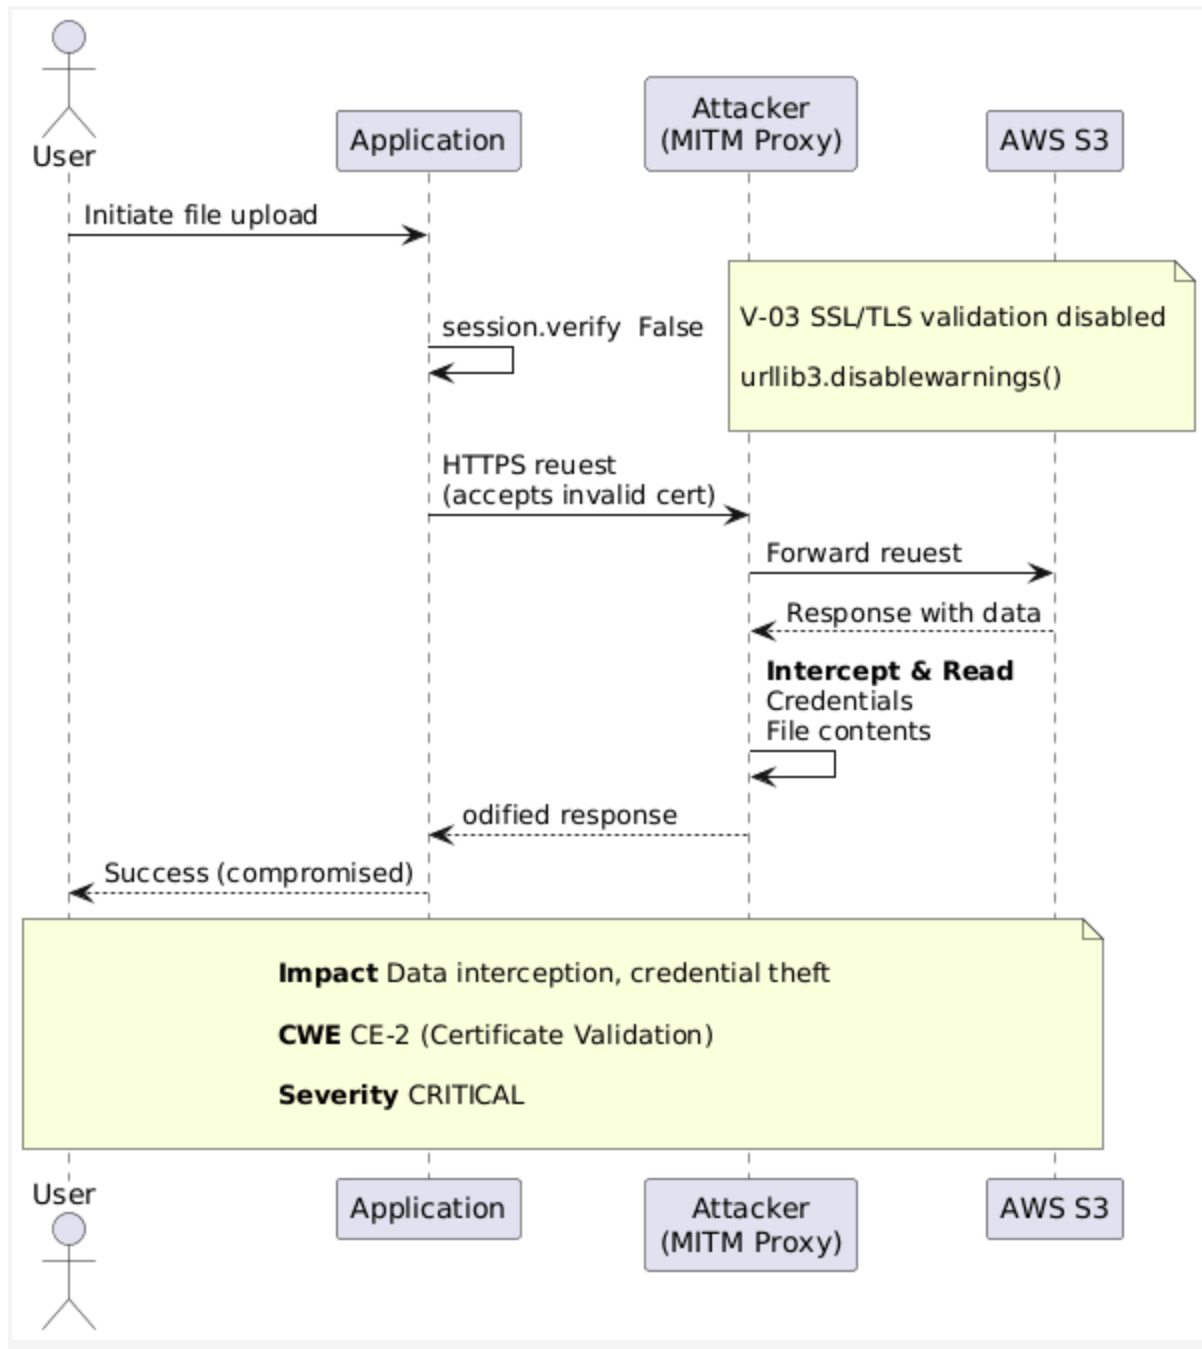 User
Application
Attacker
(MITM Proxy)
AWS S3
Initiate file upload
session.verify  False
V-03 SSL/TLS validation disabled
urllib3.disablewarnings()
HTTPS reuest
(accepts invalid cert)
Forward reuest
Response with data
Intercept & Read
Credentials
File contents
odified response
Success (compromised)
Impact Data interception, credential theft
CWE CE-2 (Certificate Validation)
Severity CRITICAL
User
Application
Attacker
(MITM Proxy)
AWS S3